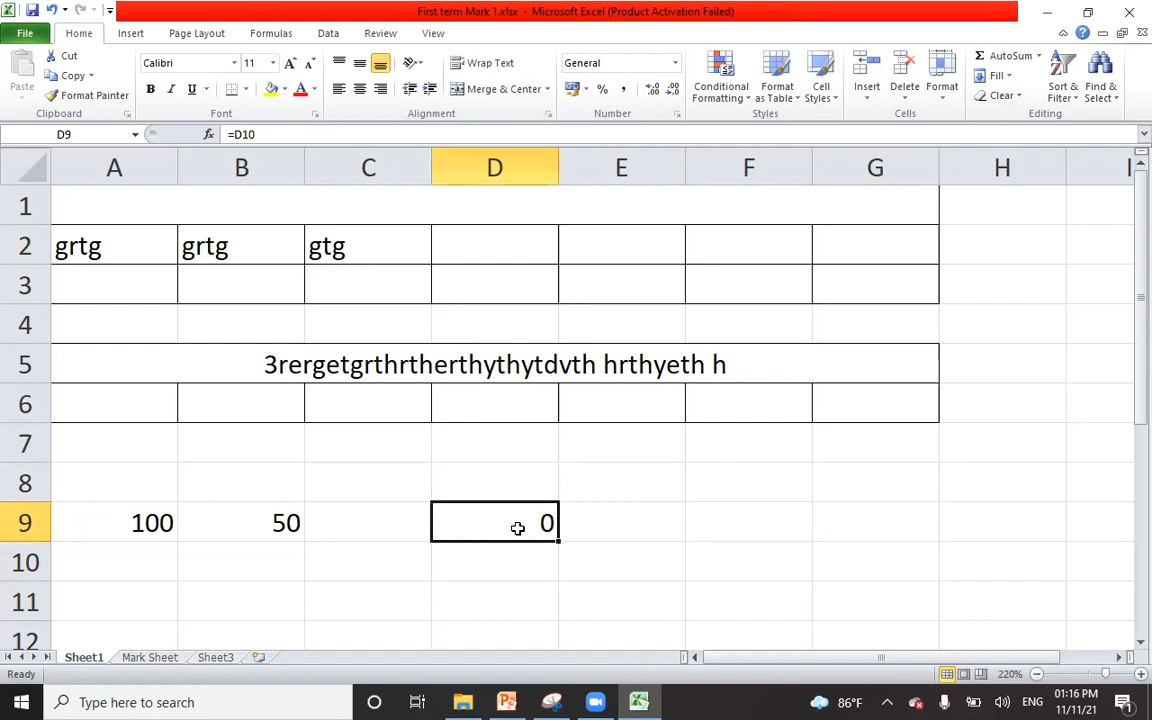 First term Mark 1.xlsx - Microsoft Excel (Product Activation Failed)
File Home Insert Page Layout Formulas Data Review View
Paste
Cut
Copy
Format Painter
Clipboard
Calibri 11
B I U
Font
Wrap Text
Merge & Center
Alignment
General
%
Number
Conditional Formatting
Format as Table
Cell Styles
Styles
Insert Delete Format
Cells
AutoSum
Fill
Clear
Sort & Filter
Find & Select
Editing
D9 fx =D10
A B C D E F G H I
1
2 grtg grtg gtg
3
4
5 3rergetgrthrtherthythytdvth hrthyeth h
6
7
8
9 100 50 0
10
11
12
Sheet1 Mark Sheet Sheet3
Ready 220%
Type here to search 86°F ENG 01:16 PM
11/11/21 1